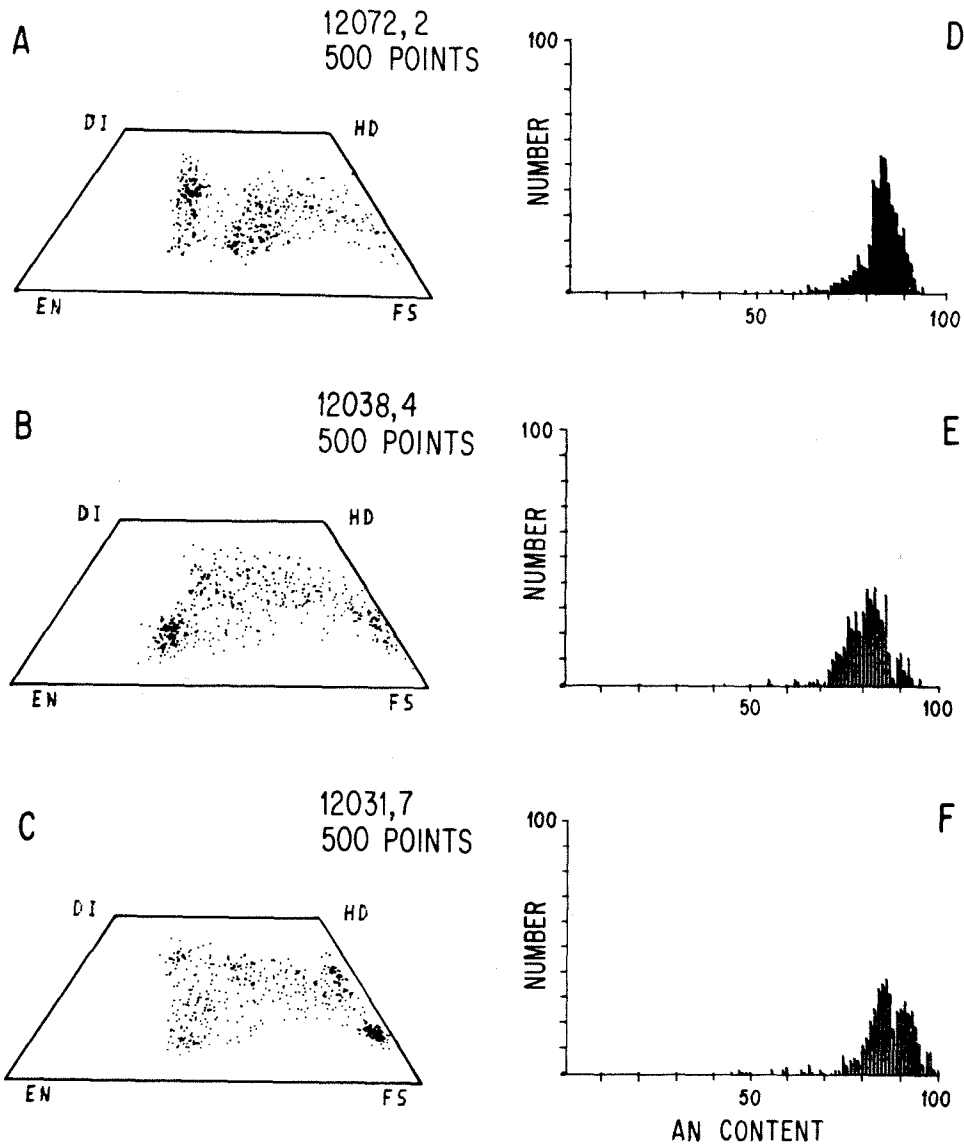 A
12072,2
500 POINTS
DI
HD
EN
FS
D
100
NUMBER
50
100
B
12038,4
500 POINTS
DI
HD
EN
FS
E
100
NUMBER
50
100
C
12031,7
500 POINTS
DI
HD
EN
FS
F
100
NUMBER
50
100
AN CONTENT